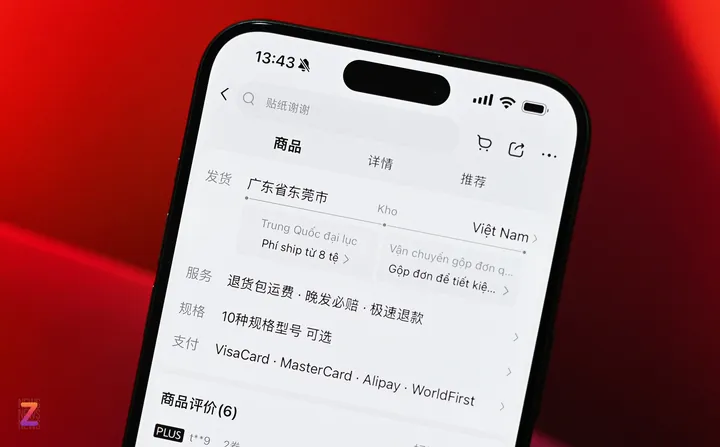 13:43
贴纸谢谢
商品 详情 推荐
发货 广东省东莞市 Kho Việt Nam
Trung Quốc đại lục Vận chuyển gộp đơn q...
Phí ship từ 8 tệ Gộp đơn để tiết kiệ...
服务 退货包运费 · 晚发必赔 · 极速退款
规格 10种规格型号 可选
支付 VisaCard · MasterCard · Alipay · WorldFirst
商品评价(6)
PLUS t**9
Z